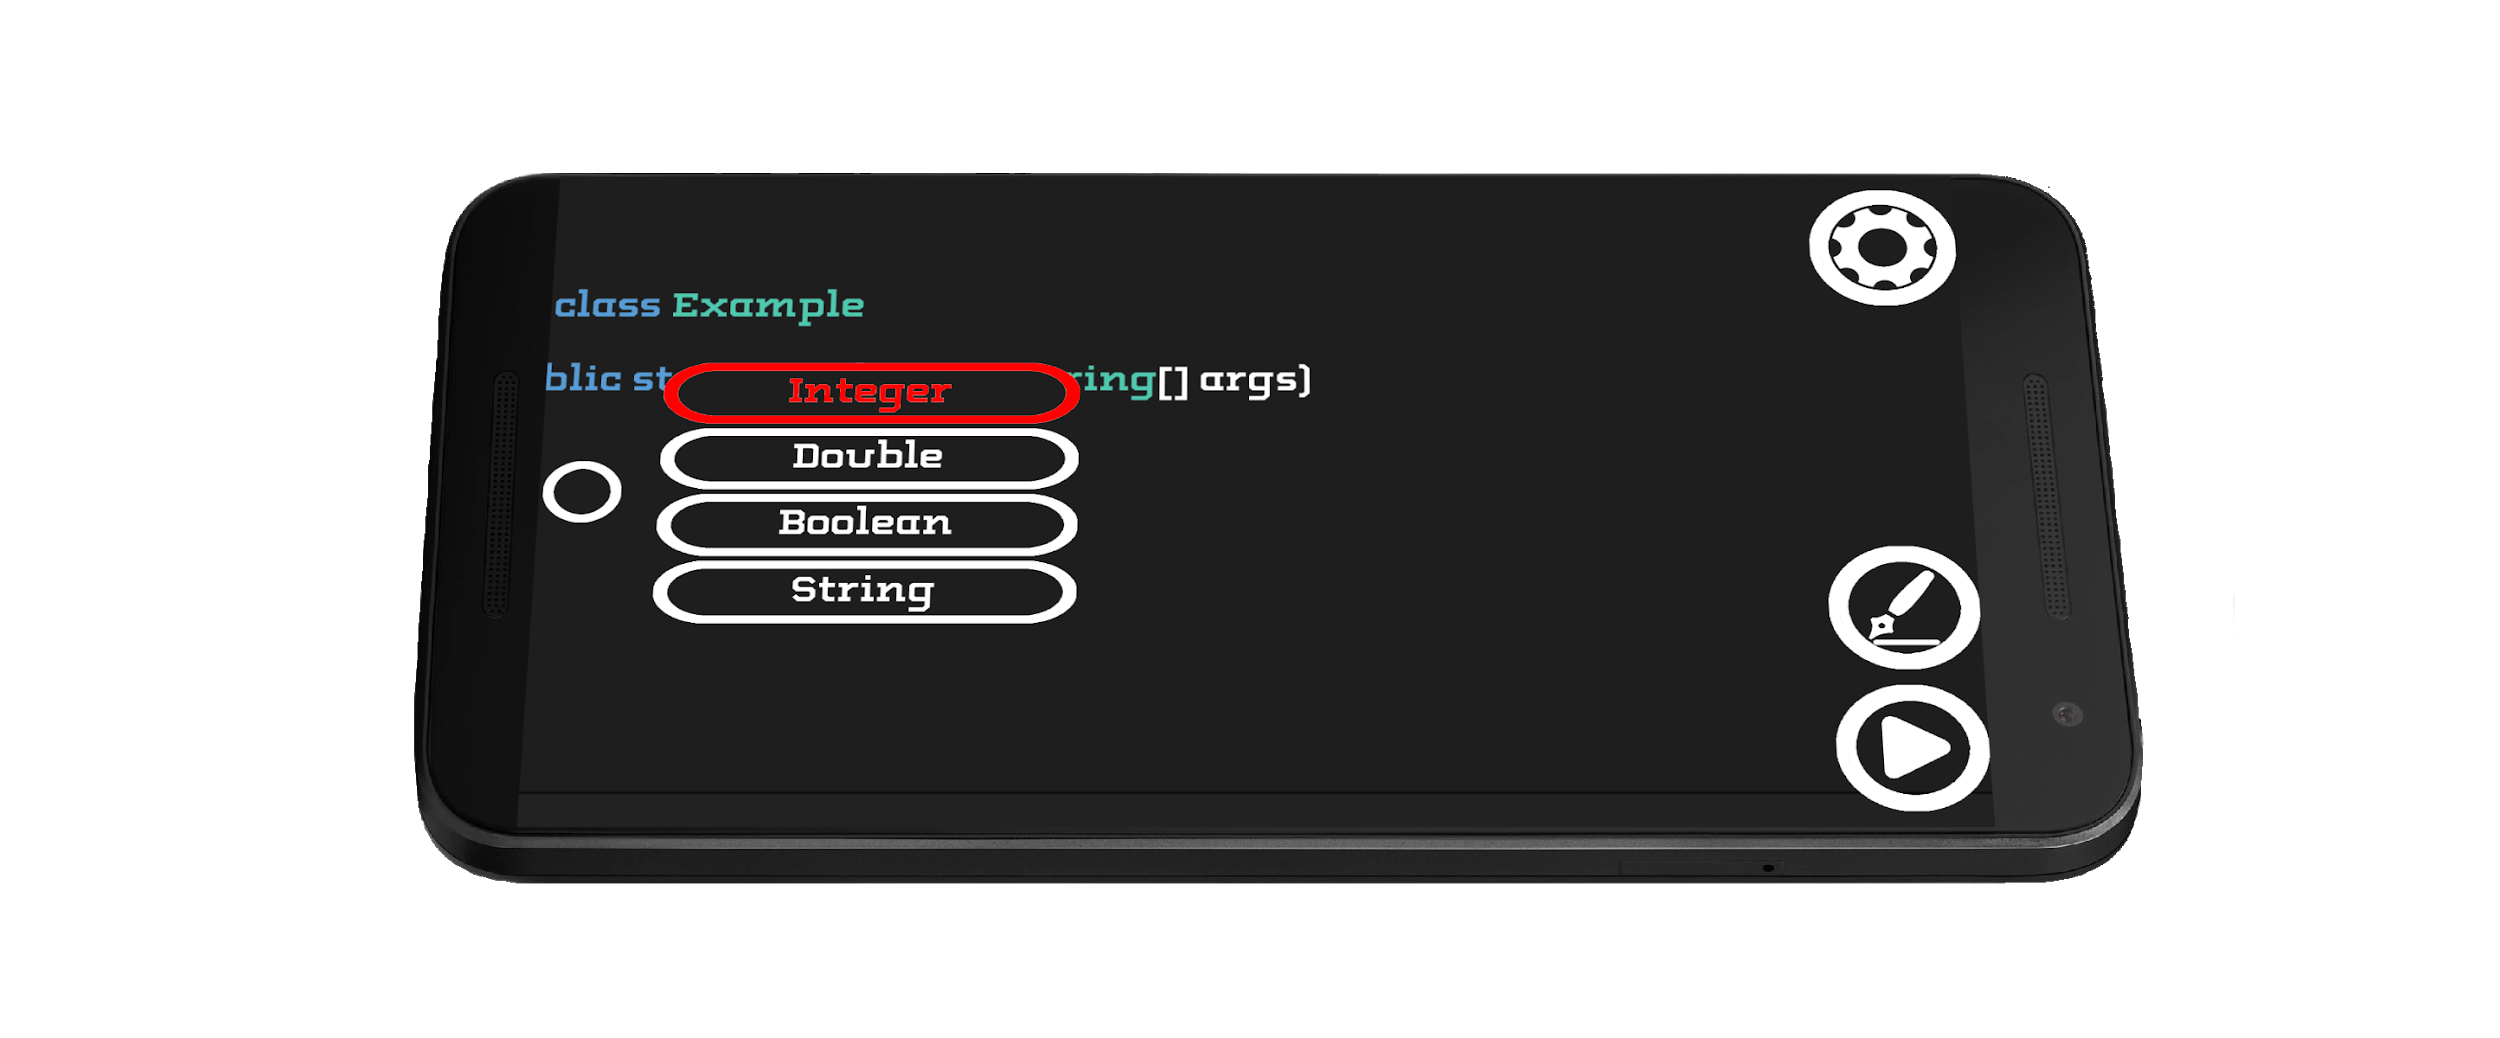 class Example
blic st ring[] args)
Integer
Double
Boolean
String